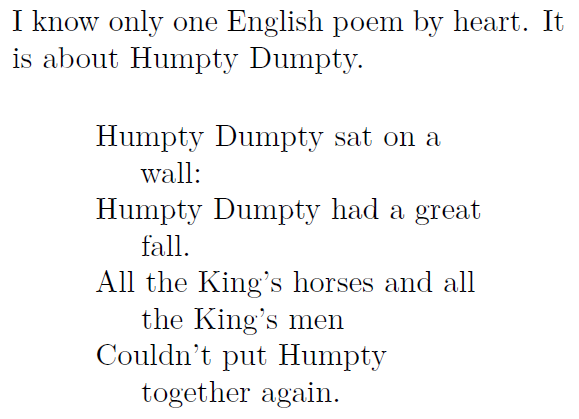 I know only one English poem by heart. It
is about Humpty Dumpty.
Humpty Dumpty sat on a
wall:
Humpty Dumpty had a great
fall.
All the King's horses and all
the King's men
Couldn't put Humpty
together again.